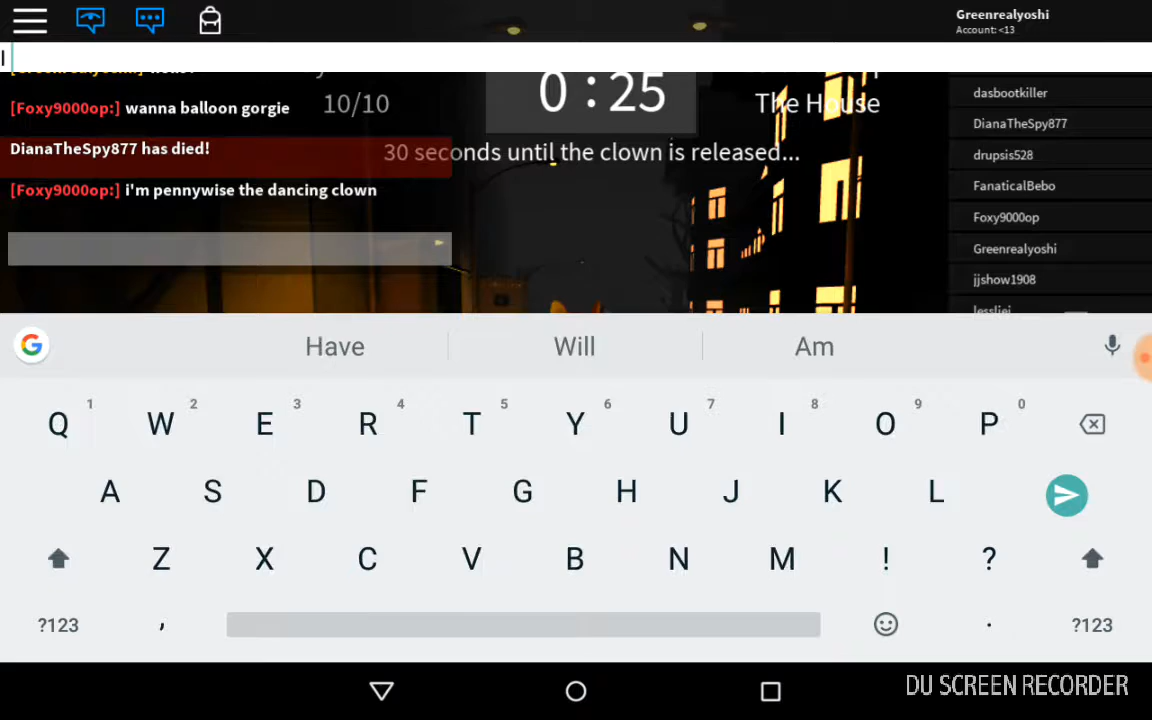 Greenrealyoshi
Account: <13
I
[Greenrealyoshi:]
[Foxy9000op:] wanna balloon gorgie
10/10
0 : 25
The House
DianaTheSpy877 has died!
30 seconds until the clown is released...
[Foxy9000op:] i'm pennywise the dancing clown
dasbootkiller
DianaTheSpy877
drupsis528
FanaticalBebo
Foxy9000op
Greenrealyoshi
jjshow1908
lessliei
G
Have
Will
Am
1 2 3 4 5 6 7 8 9 0
Q W E R T Y U I O P
A S D F G H J K L
Z X C V B N M ! ?
?123 , . ?123
DU SCREEN RECORDER